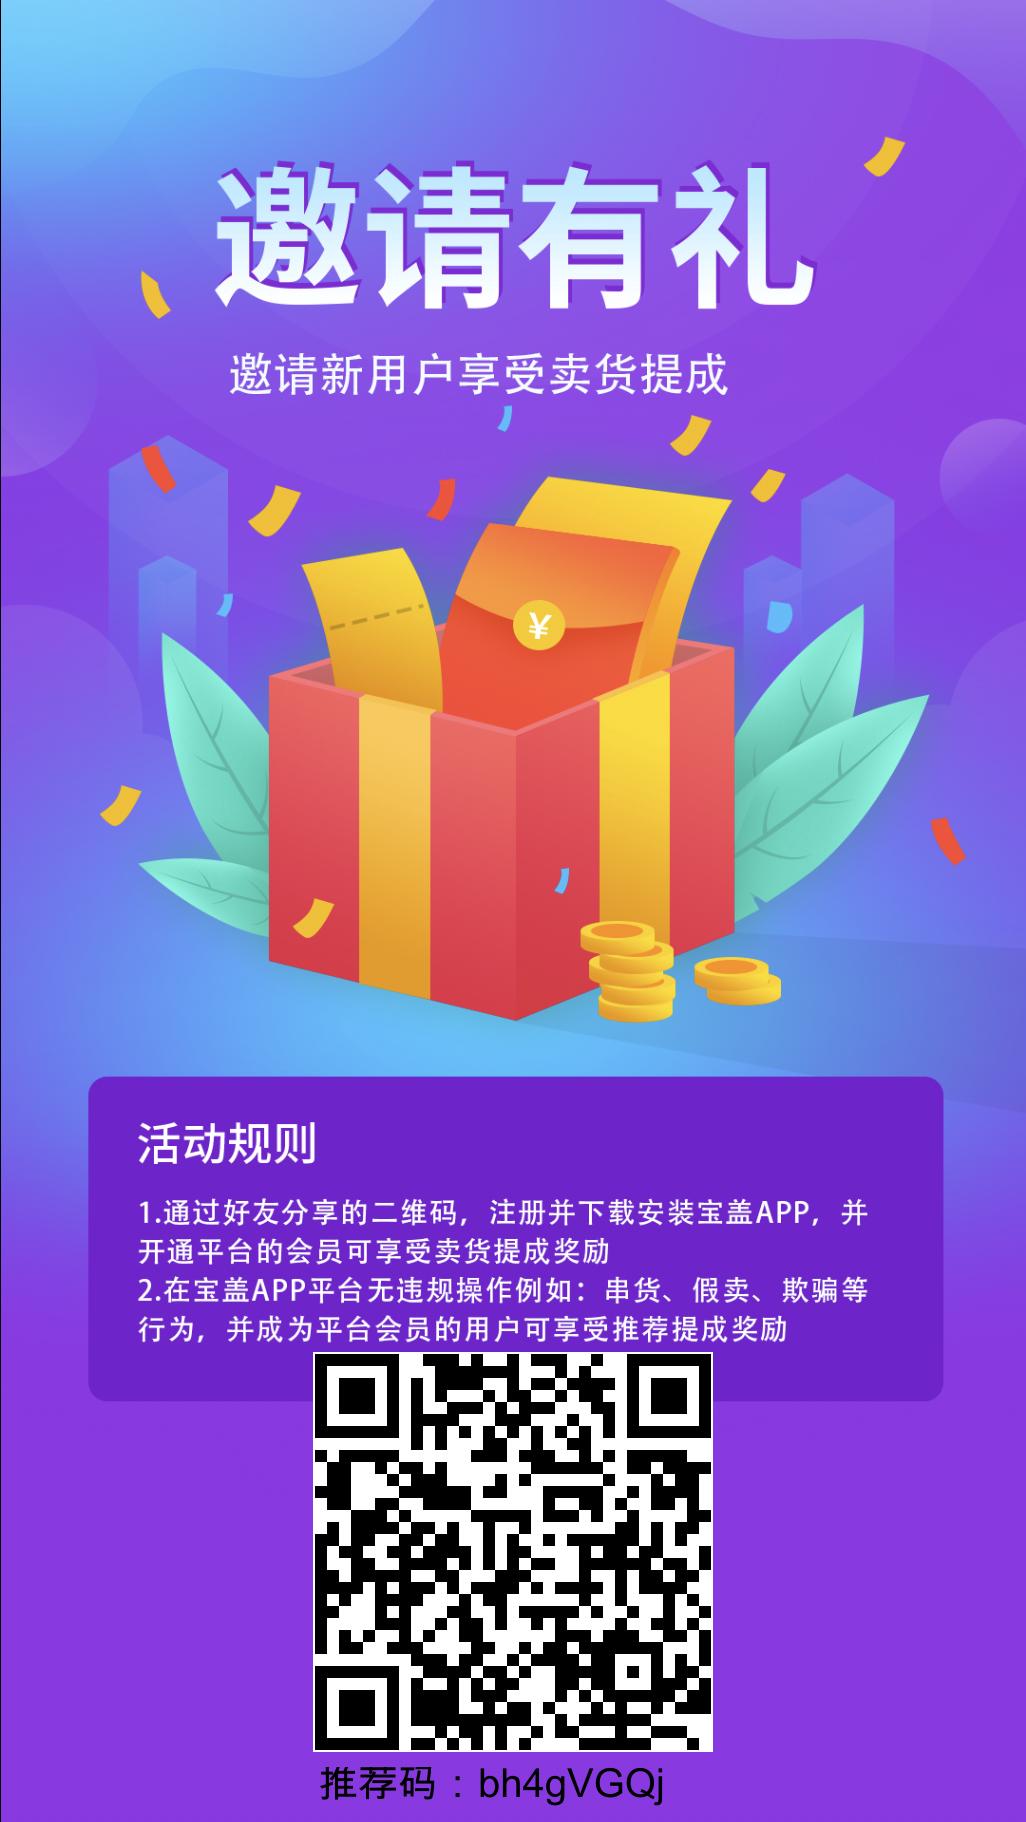 邀请有礼
邀请新用户享受卖货提成
¥
活动规则
1.通过好友分享的二维码，注册并下载安装宝盖APP，并
开通平台的会员可享受卖货提成奖励
2.在宝盖APP平台无违规操作例如：串货、假卖、欺骗等
行为，并成为平台会员的用户可享受推荐提成奖励
推荐码：bh4gVGQj